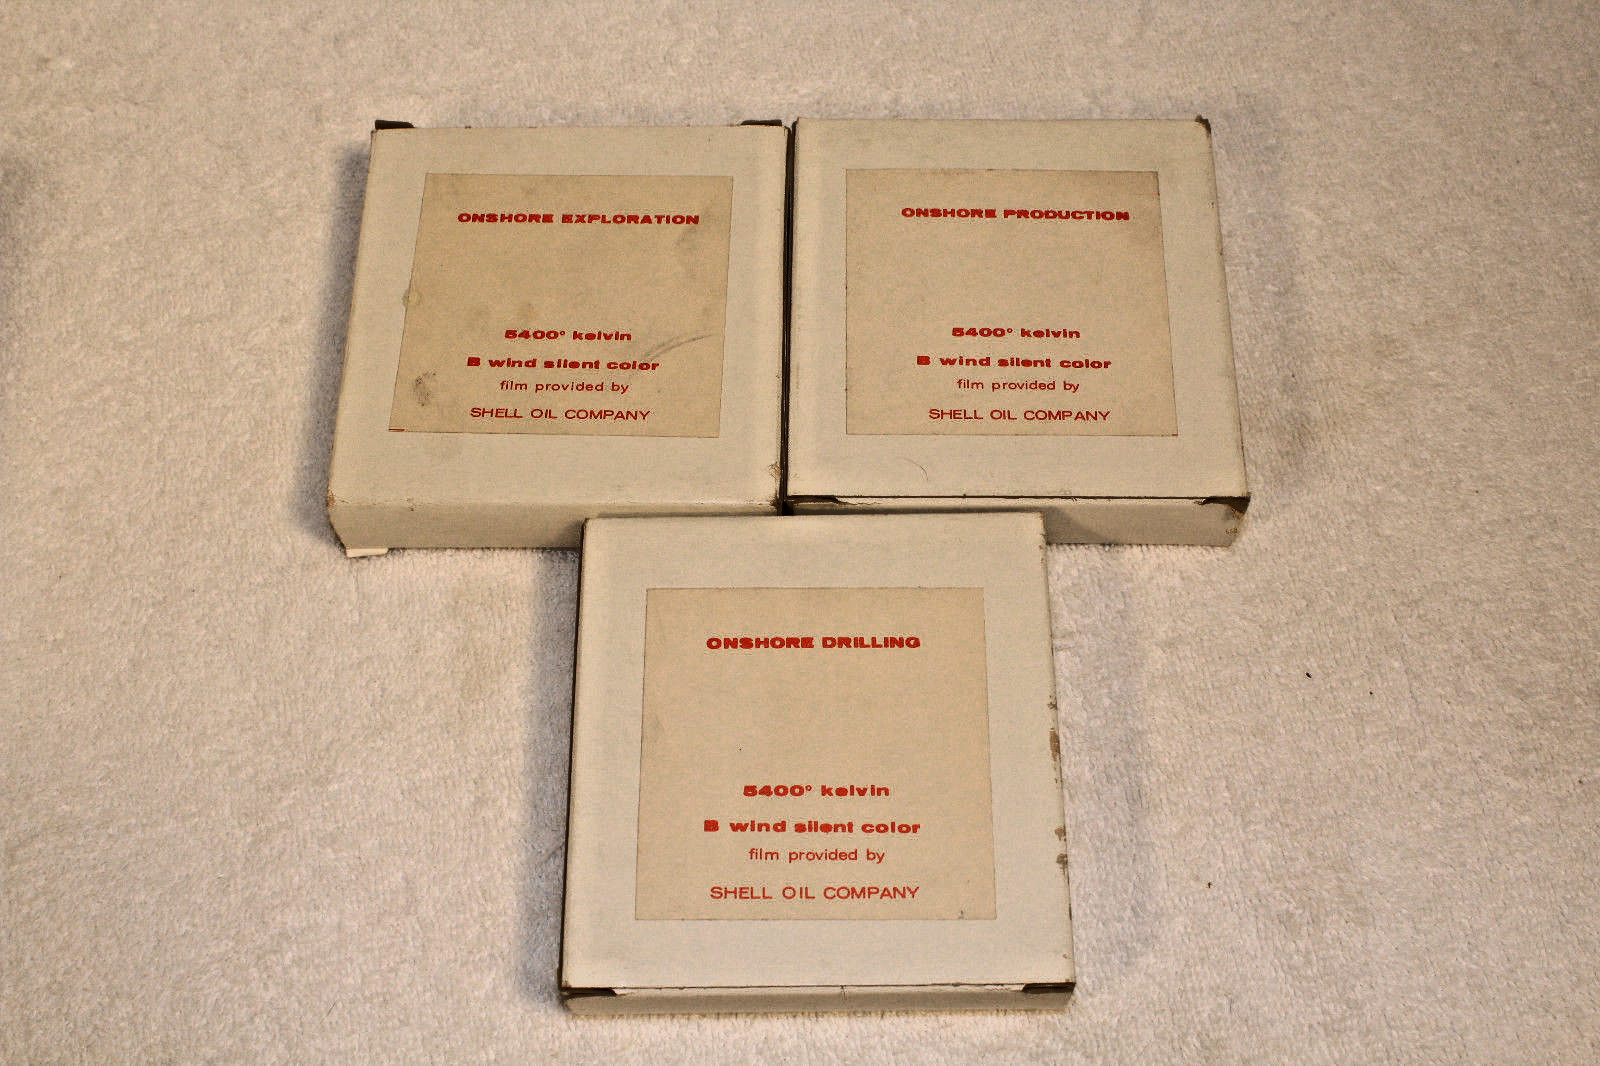 ONSHORE EXPLORATION
5400° kelvin
B wind silent color
film provided by
SHELL OIL COMPANY
ONSHORE PRODUCTION
5400° kelvin
B wind silent color
film provided by
SHELL OIL COMPANY
ONSHORE DRILLING
5400° kelvin
B wind silent color
film provided by
SHELL OIL COMPANY